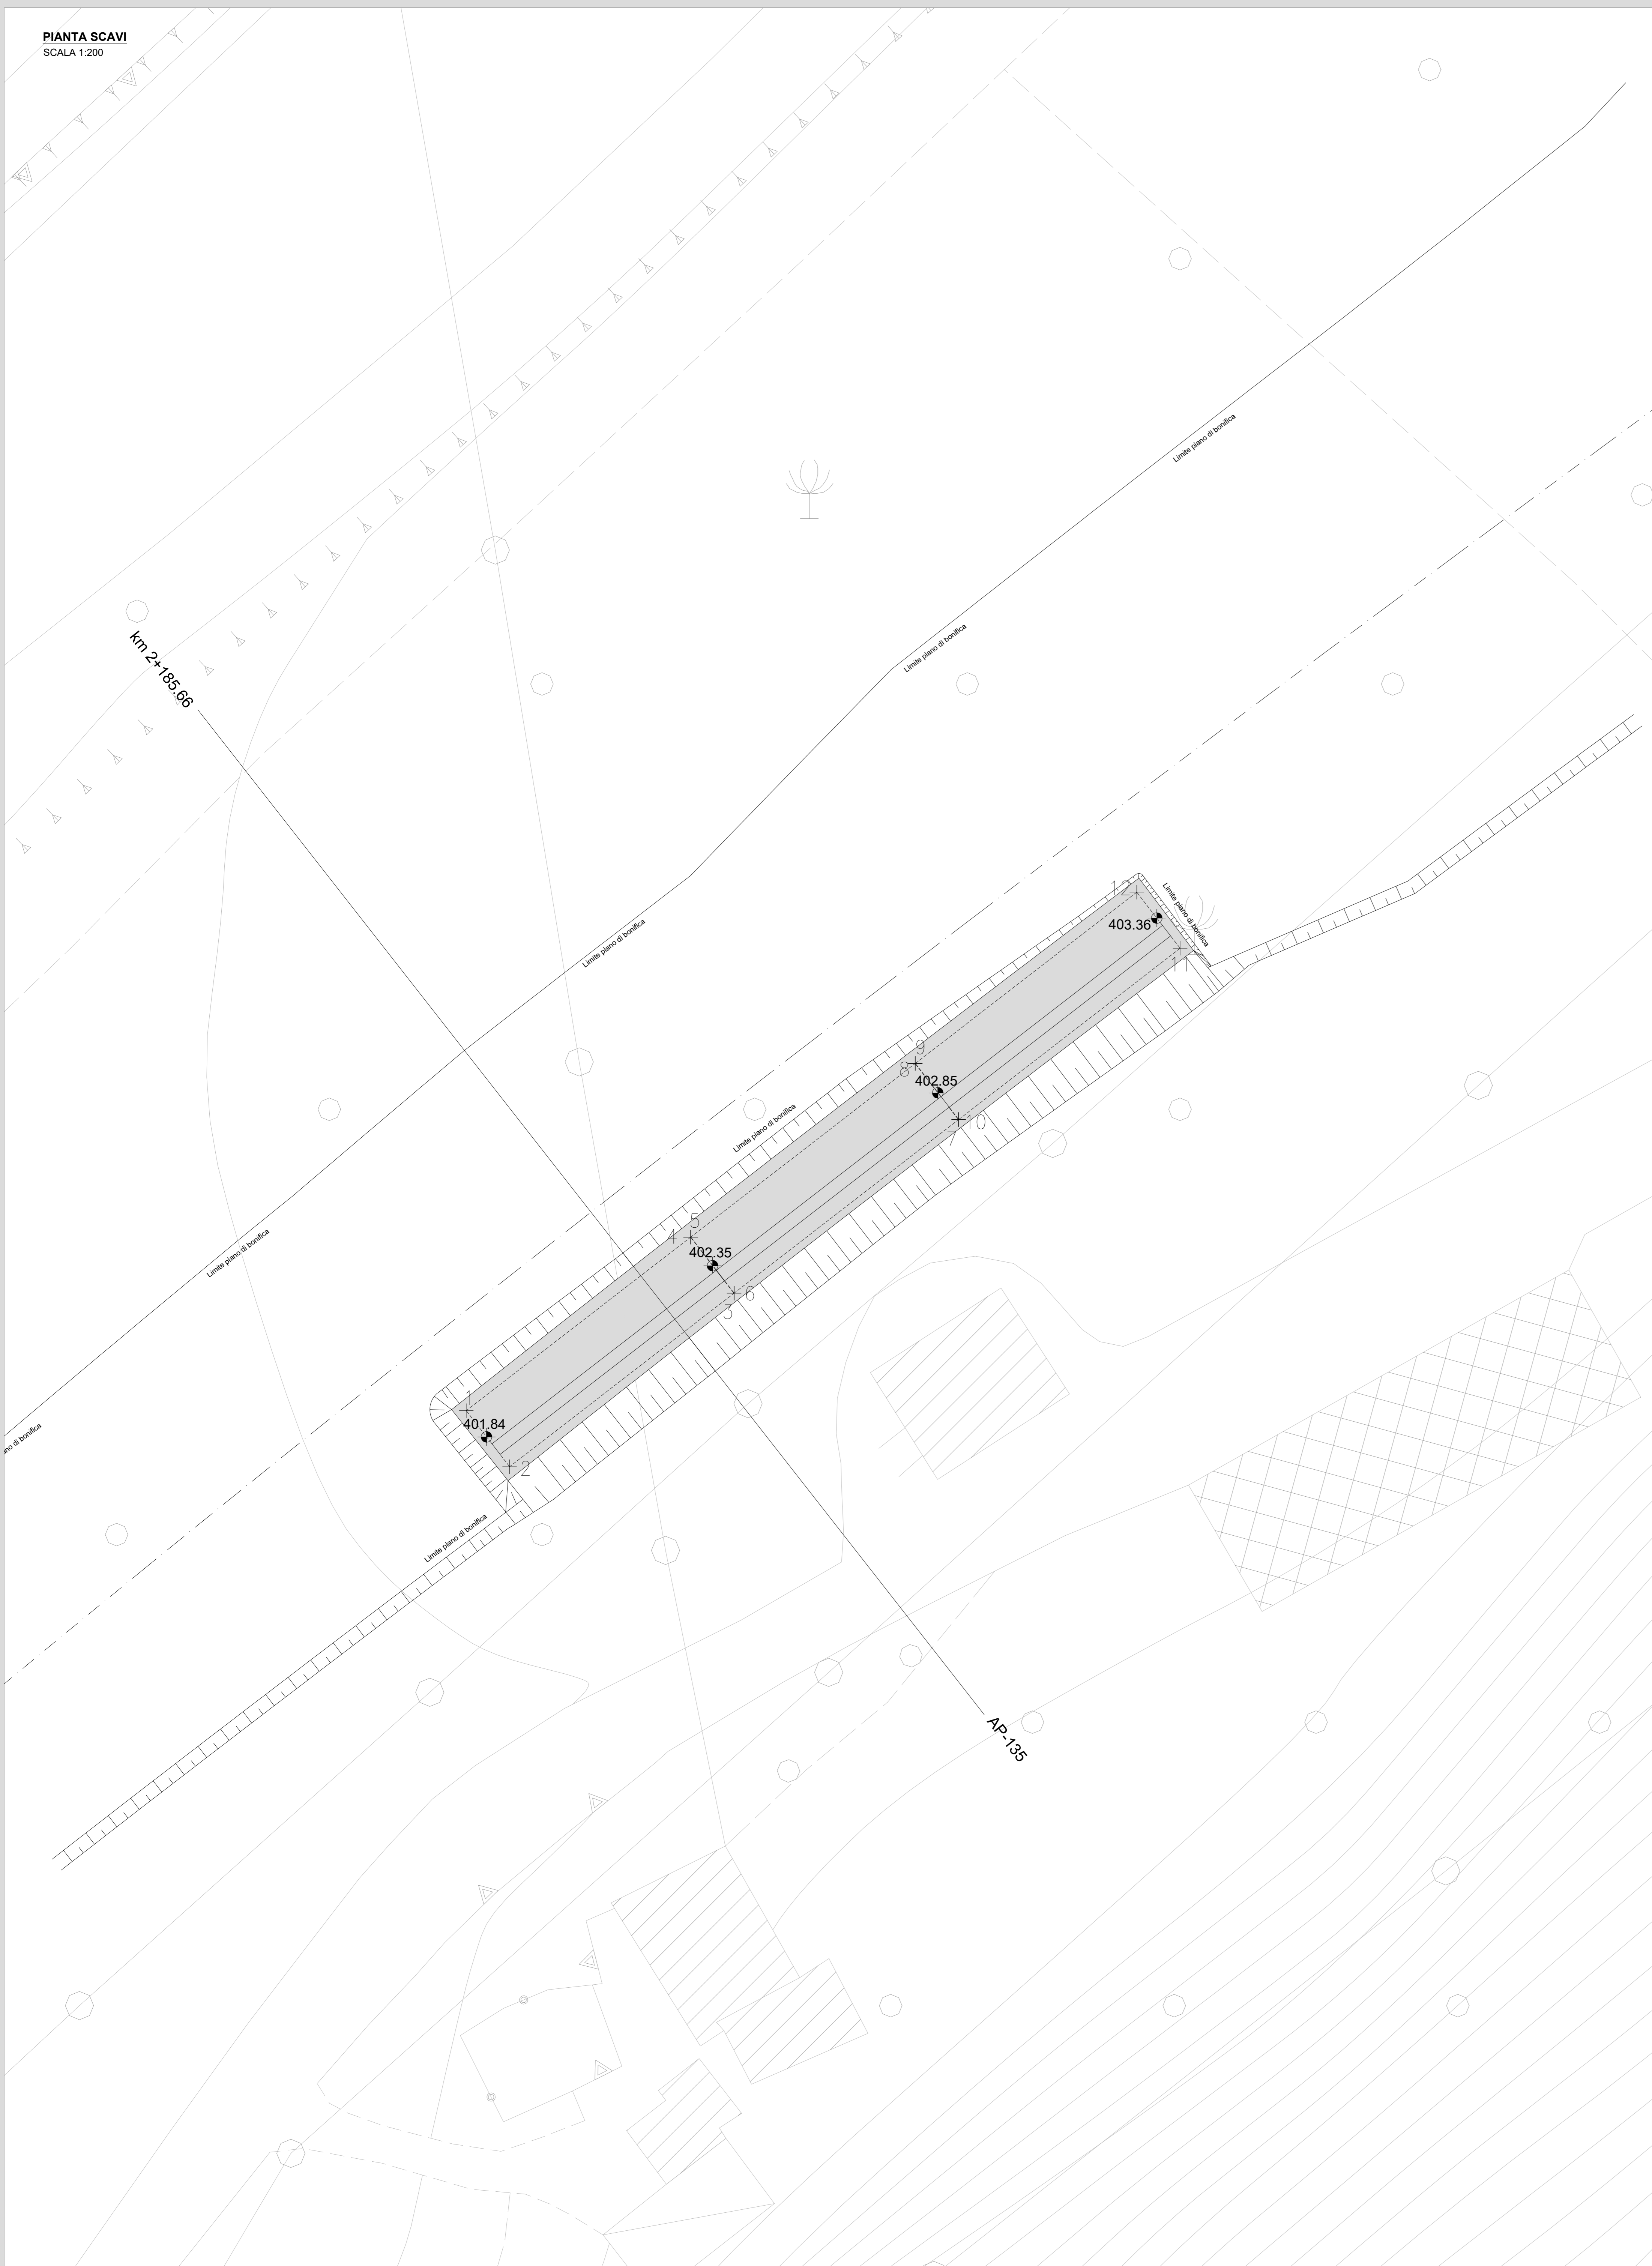 PIANTA SCAVI
SCALA 1:200
Limite piano di bonifica
km 2+185.66
Limite piano di bonifica
12
403.36
Limite piano di bonifica
11
Limite piano di bonifica
9
8
402.85
10
7
Limite piano di bonifica
5
4
402.35
6
3
Limite piano di bonifica
1
401.84
2
Limite piano di bonifica
AP-135